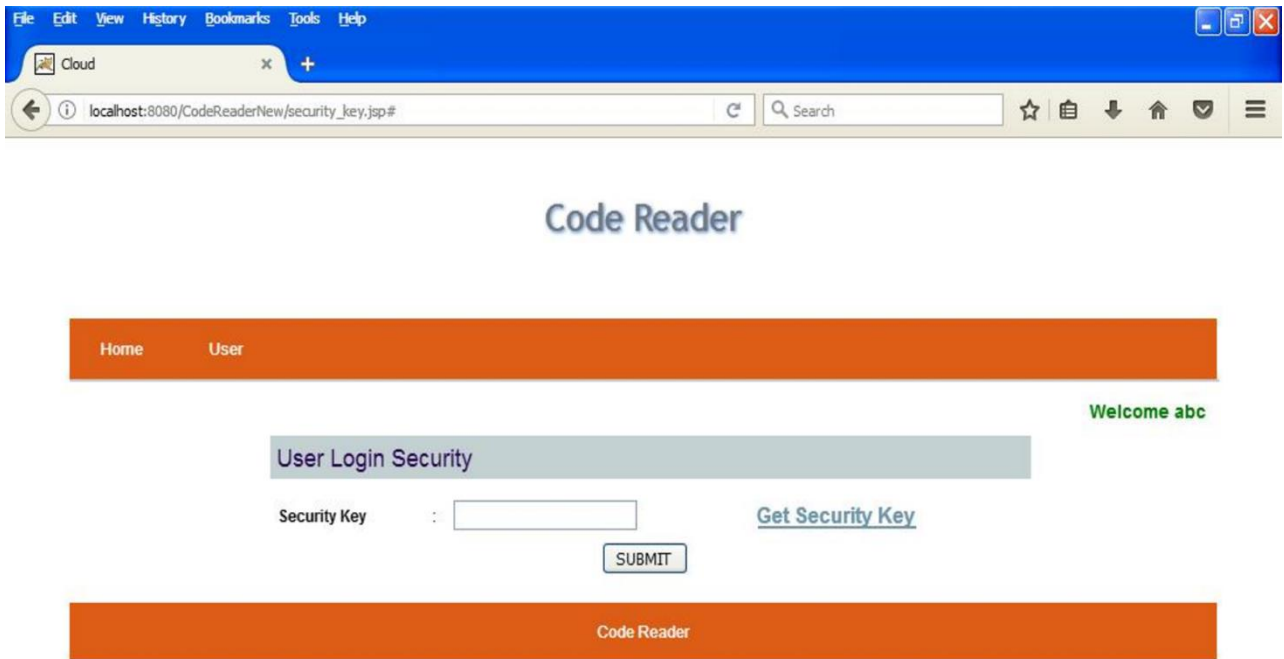 File Edit View History Bookmarks Tools Help
Cloud
localhost:8080/CodeReaderNew/security_key.jsp#
Search
Code Reader
Home User
Welcome abc
User Login Security
Security Key : Get Security Key
SUBMIT
Code Reader